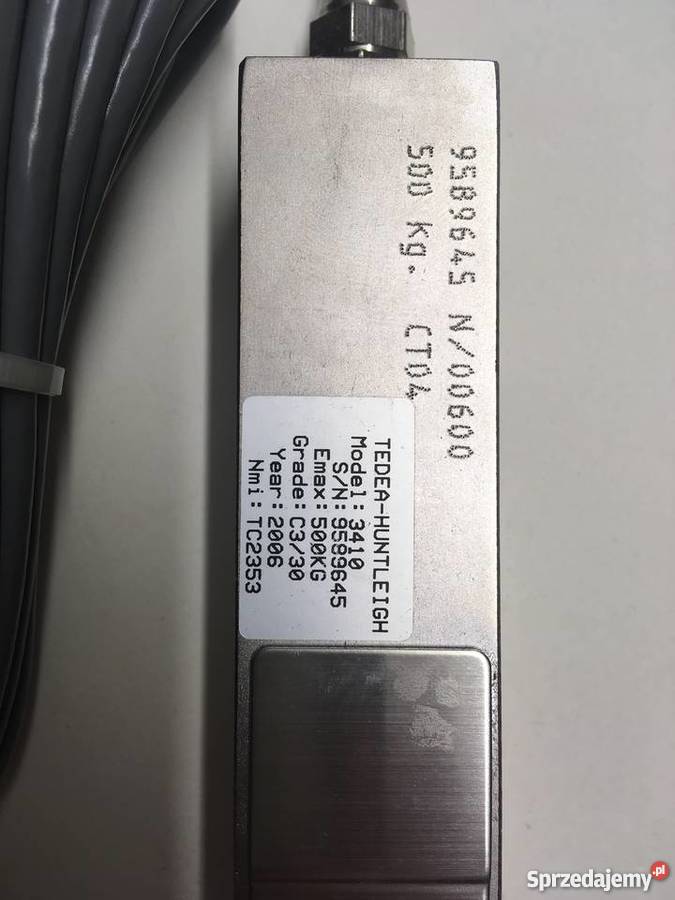 9589645 N/00600
500 kg. CT04
TEDEA-HUNTLEIGH
Model: 3410
S/N: 9589645
Emax: 500KG
Grade: C3/30
Year: 2006
Nmi: TC2353
Sprzedajemy.pl